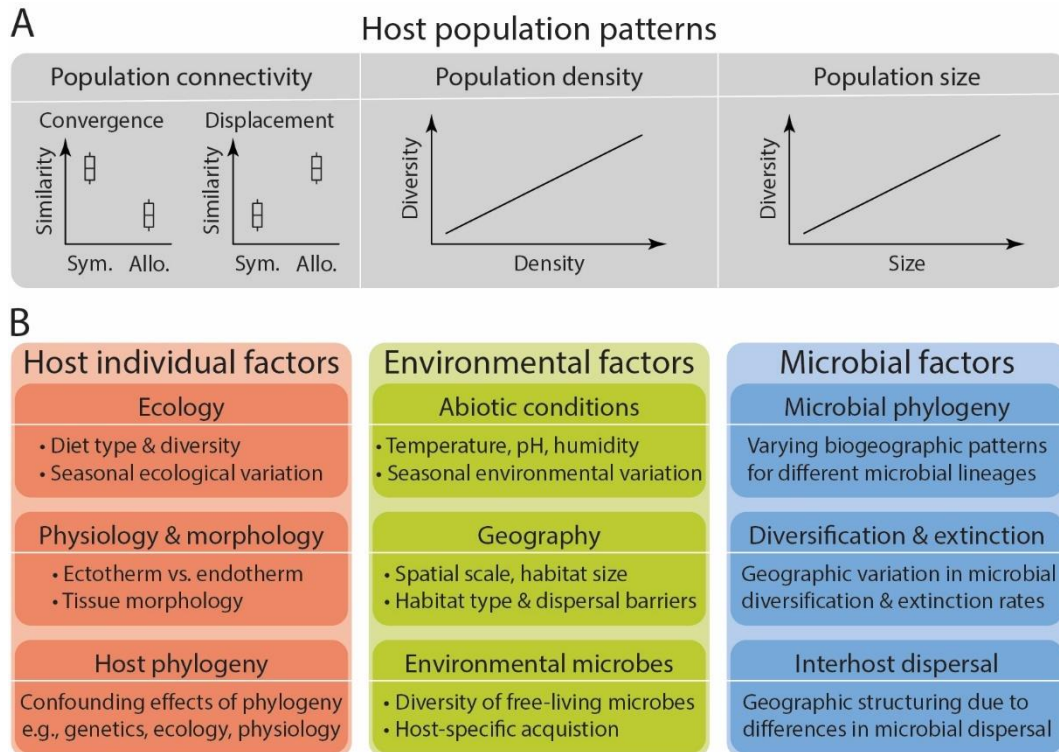 A
Host population patterns
Population connectivity
Convergence
Displacement
Similarity
Sym. Allo.
Similarity
Sym. Allo.
Population density
Diversity
Density
Population size
Diversity
Size
B
Host individual factors
Ecology
• Diet type & diversity
• Seasonal ecological variation
Physiology & morphology
• Ectotherm vs. endotherm
• Tissue morphology
Host phylogeny
Confounding effects of phylogeny
e.g., genetics, ecology, physiology
Environmental factors
Abiotic conditions
• Temperature, pH, humidity
• Seasonal environmental variation
Geography
• Spatial scale, habitat size
• Habitat type & dispersal barriers
Environmental microbes
• Diversity of free-living microbes
• Host-specific acquistion
Microbial factors
Microbial phylogeny
Varying biogeographic patterns
for different microbial lineages
Diversification & extinction
Geographic variation in microbial
diversification & extinction rates
Interhost dispersal
Geographic structuring due to
differences in microbial dispersal